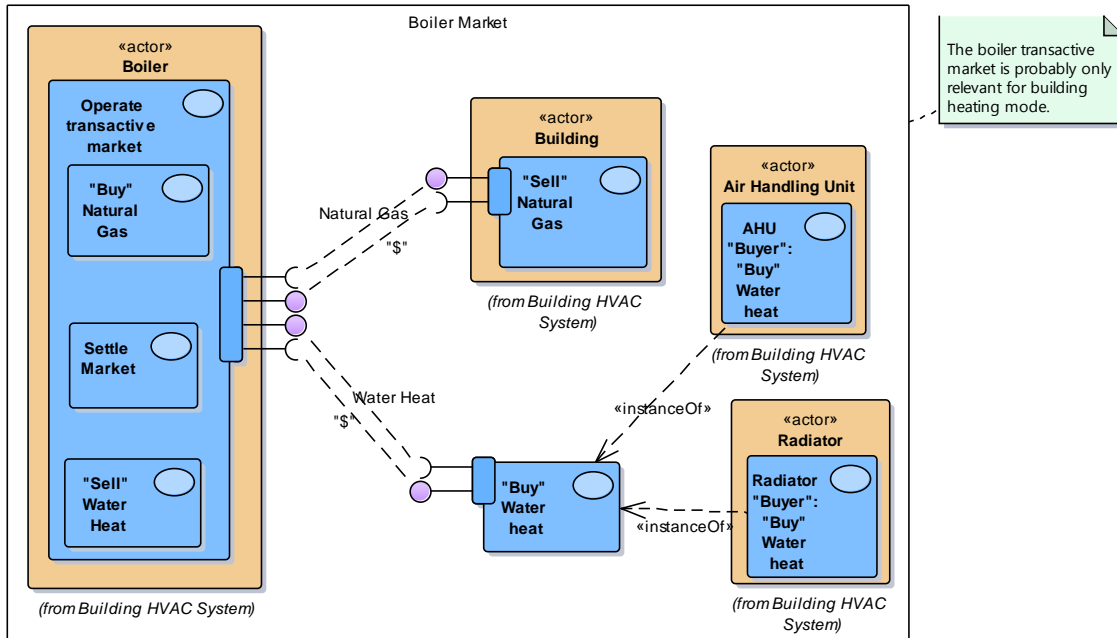 Boiler Market
«actor»
Boiler
Operate
transactive
market
"Buy"
Natural
Gas
Settle
Market
"Sell"
Water
Heat
(from Building HVAC System)
Natural Gas
"$"
Water Heat
"$"
«actor»
Building
"Sell"
Natural
Gas
(from Building HVAC
System)
"Buy"
Water
heat
«actor»
Air Handling Unit
AHU
"Buyer":
"Buy"
Water
heat
(from Building HVAC
System)
«instanceOf»
«actor»
Radiator
Radiator
"Buyer":
"Buy"
Water
heat
(from Building HVAC
System)
«instanceOf»
The boiler transactive
market is probably only
relevant for building
heating mode.